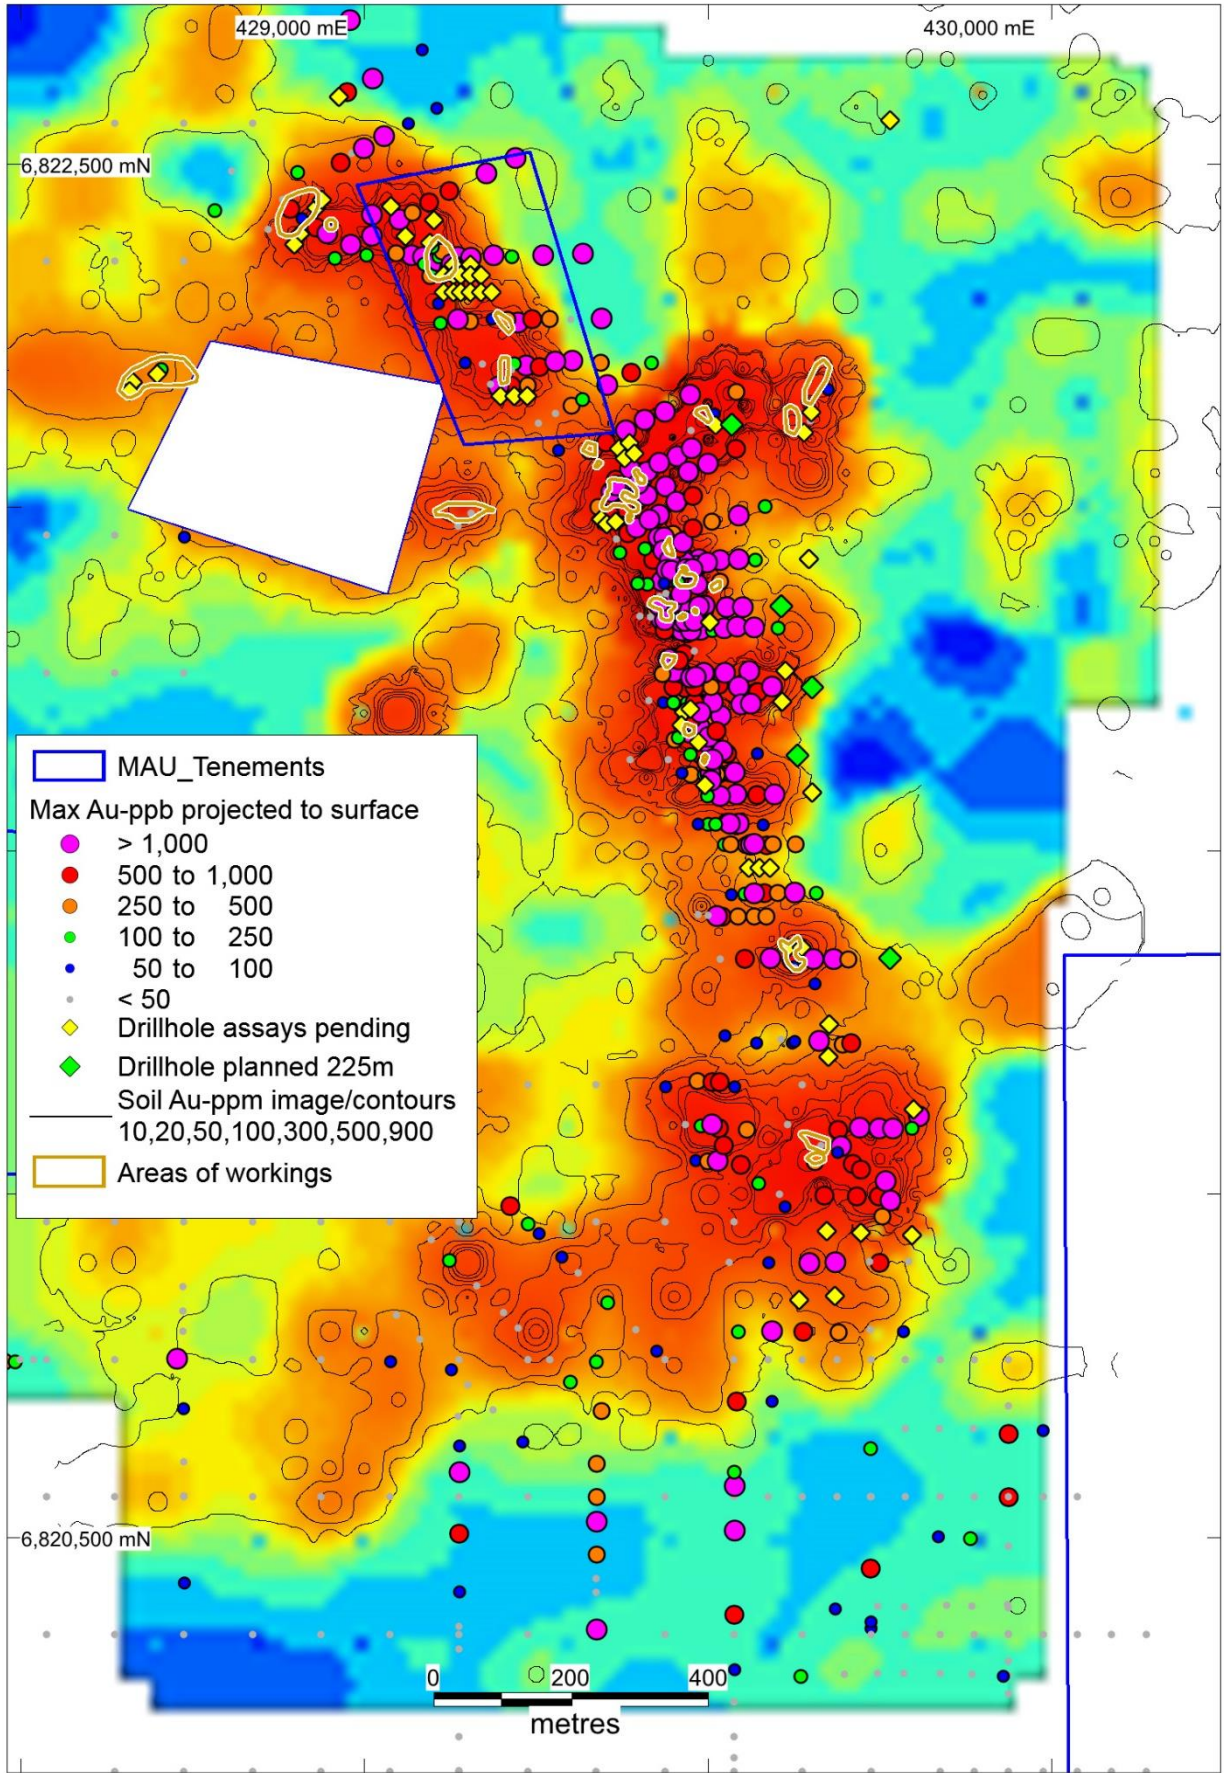 429,000 mE
430,000 mE
6,822,500 mN
MAU_Tenements
Max Au-ppb projected to surface
> 1,000
500 to 1,000
250 to 500
100 to 250
50 to 100
< 50
Drillhole assays pending
Drillhole planned 225m
Soil Au-ppm image/contours
10,20,50,100,300,500,900
Areas of workings
6,820,500 mN
0 200 400
metres